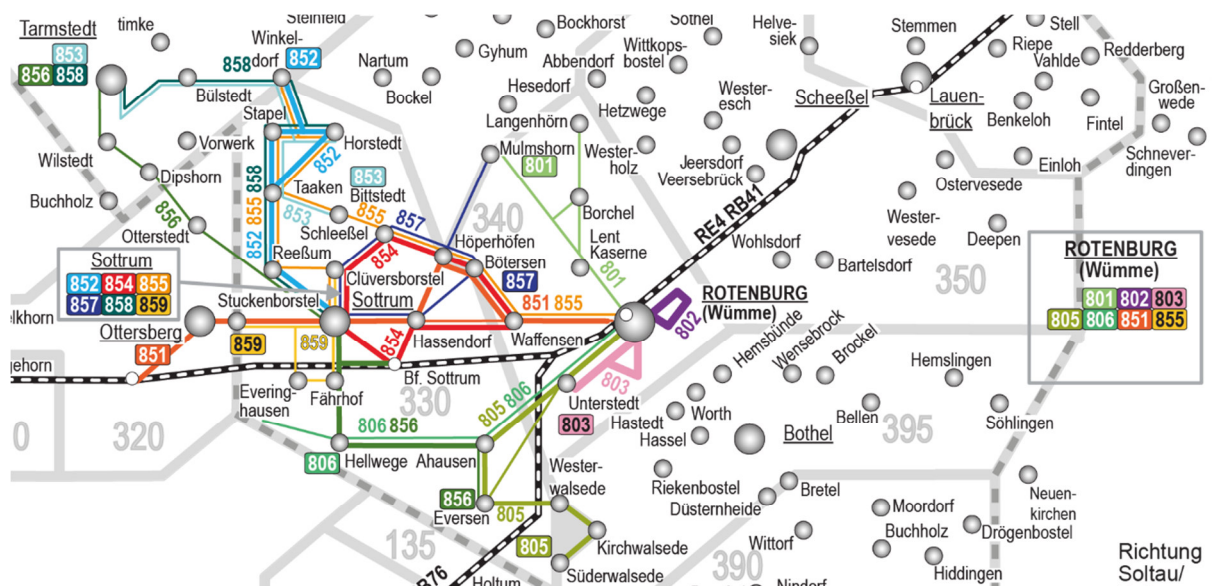 Tarmstedt
853
856 858
timke
Steinfeld
Winkel-
dorf
852
858
Bülstedt
Stapel
Vorwerk
Horstedt
852
Wilstedt
Dipshorn
Buchholz
Otterstedt
856
858
855
852
Taaken
853
Bittstedt
853
855
857
Schleeßel
854
Reeßum
Clüversborstel
Sottrum
852 854 855
857 858 859
Stuckenborstel
Sottrum
Ottersberg
851
859
859
854
Hassendorf
Bf. Sottrum
Höperhöfen
Bötersen
857
851 855
Waffensen
Evering-
hausen
Fährhof
gehorn
320
330
340
806 856
806
Hellwege
Ahausen
805 806
856
Eversen
805
805
Wester-
walsede
Kirchwalsede
Süderwalsede
Holtum
135
Nartum
Bockel
Gyhum
Bockhorst
Abbendorf
Hesedorf
Langenhörn
Hetzwege
Wittkops-
bostel
Sothel
Mulmshorn
801
Wester-
holz
Borchel
Lent
Kaserne
801
Wester-
esch
Jeersdorf
Veersebrück
Helve-
siek
Scheeßel
Stemmen
Lauen-
brück
Stell
Riepe
Vahlde
Redderberg
Benkeloh
Fintel
Großen-
wede
Schnever-
dingen
Einloh
Ostervesede
Wester-
vesede
Deepen
RE4 RB41
Wohlsdorf
Bartelsdorf
350
ROTENBURG
(Wümme)
802
ROTENBURG
(Wümme)
801 802 803
805 806 851 855
803
Unterstedt
803
Hastedt
Hassel
Worth
Hemsbünde
Wensebrock
Brockel
Hemslingen
Bellen
Söhlingen
Bothel
395
Riekenbostel
Düsternheide
Bretel
Wittorf
Moordorf
Buchholz
Hiddingen
Drögenbostel
Neuen-
kirchen
390
Richtung
Soltau/